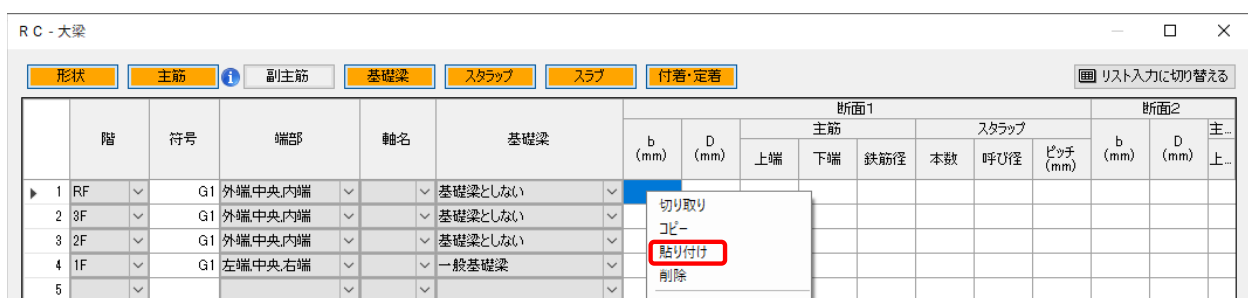 RC - 大梁
形状 主筋 副主筋 基礎梁 スタラップ スラブ 付着・定着 リスト入力に切り替える
断面1 断面2
階 符号 端部 軸名 基礎梁 b (mm) D (mm) 主筋 スタラップ b (mm) D (mm) 主...
上端 下端 鉄筋径 本数 呼び径 ピッチ (mm) 上...
1 RF G1 外端,中央,内端 基礎梁としない
2 3F G1 外端,中央,内端 基礎梁としない
3 2F G1 外端,中央,内端 基礎梁としない
4 1F G1 左端,中央,右端 一般基礎梁
5
切り取り
コピー
貼り付け
削除